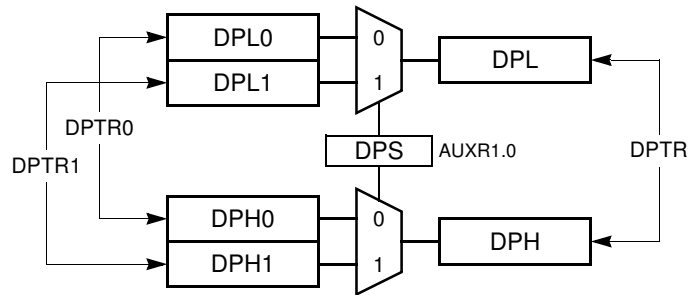 DPL0
0
DPL
DPL1
1
DPTR0
DPTR1
DPS
AUXR1.0
DPTR
DPH0
0
DPH
DPH1
1